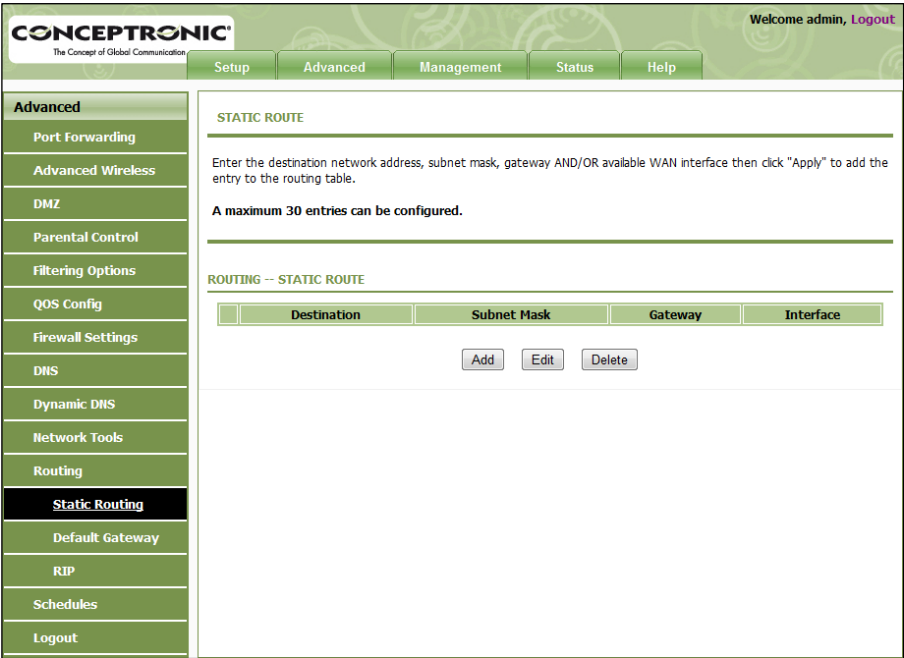 CONCEPTRONIC®
The Concept of Global Communication
Welcome admin, Logout
Setup
Advanced
Management
Status
Help
Advanced
Port Forwarding
Advanced Wireless
DMZ
Parental Control
Filtering Options
QOS Config
Firewall Settings
DNS
Dynamic DNS
Network Tools
Routing
Static Routing
Default Gateway
RIP
Schedules
Logout
STATIC ROUTE
Enter the destination network address, subnet mask, gateway AND/OR available WAN interface then click "Apply" to add the
entry to the routing table.
A maximum 30 entries can be configured.
ROUTING -- STATIC ROUTE
Destination Subnet Mask Gateway Interface
Add Edit Delete